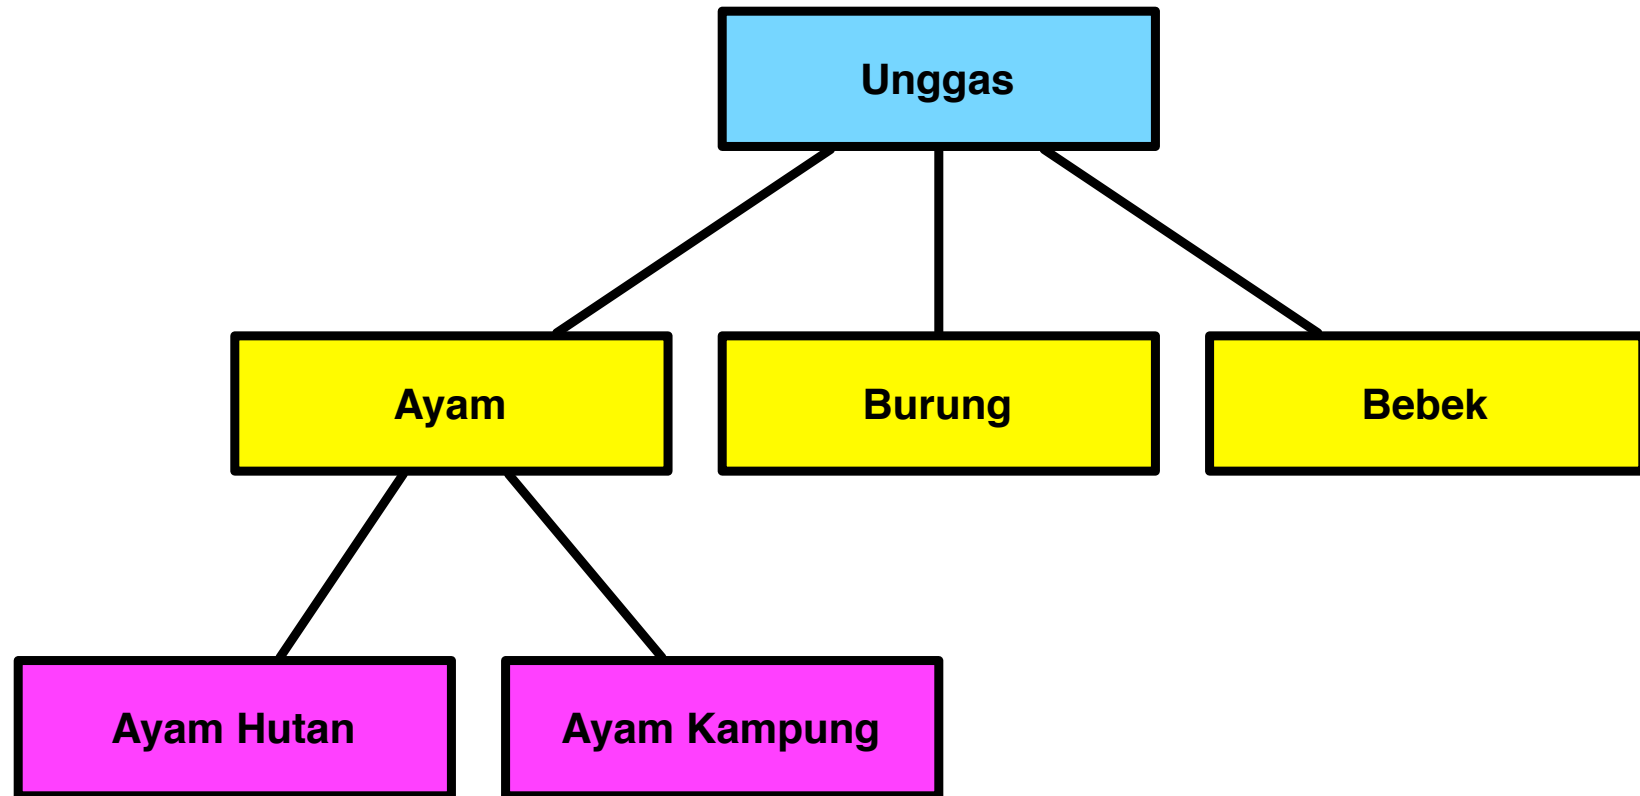 Unggas
Ayam
Burung
Bebek
Ayam Hutan
Ayam Kampung